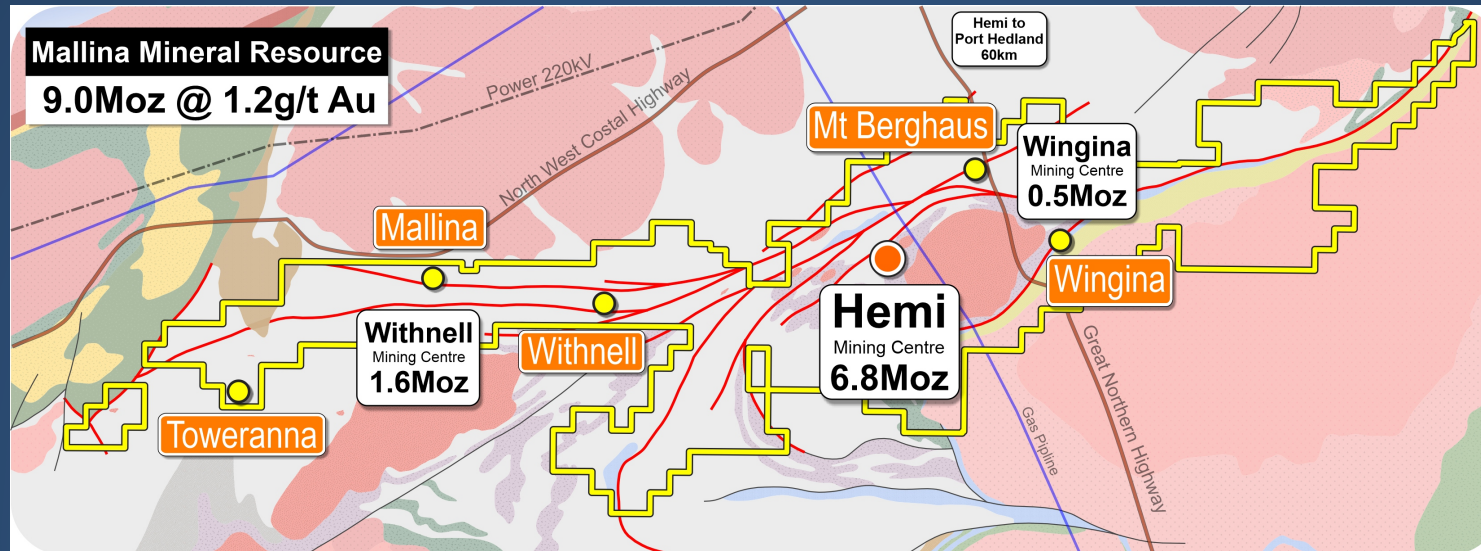 Mallina Mineral Resource
9.0Moz @ 1.2g/t Au
Power 220kV
North West Costal Highway
Hemi to
Port Hedland
60km
Mt Berghaus
Wingina
Mining Centre
0.5Moz
Mallina
Wingina
Hemi
Mining Centre
6.8Moz
Withnell
Mining Centre
1.6Moz
Withnell
Toweranna
Great Northern Highway
Gas Pipline